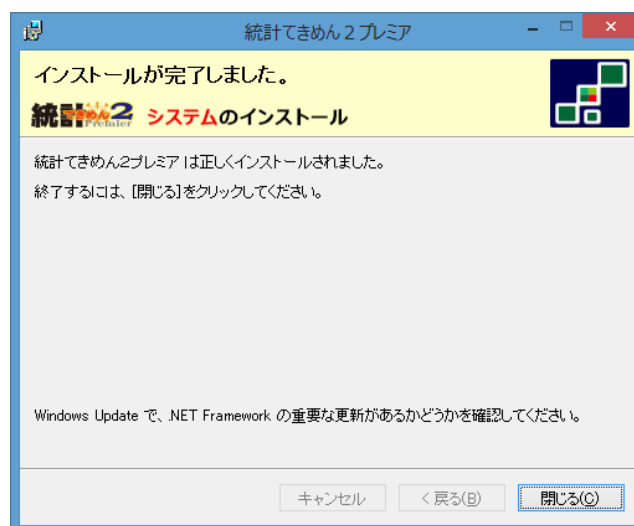 統計てきめん2プレミア
インストールが完了しました。
統計てきめん2 Premier システムのインストール
統計てきめん2プレミア は正しくインストールされました。
終了するには、[閉じる]をクリックしてください。
Windows Update で、.NET Framework の重要な更新があるかどうかを確認してください。
キャンセル < 戻る(B) 閉じる(C)